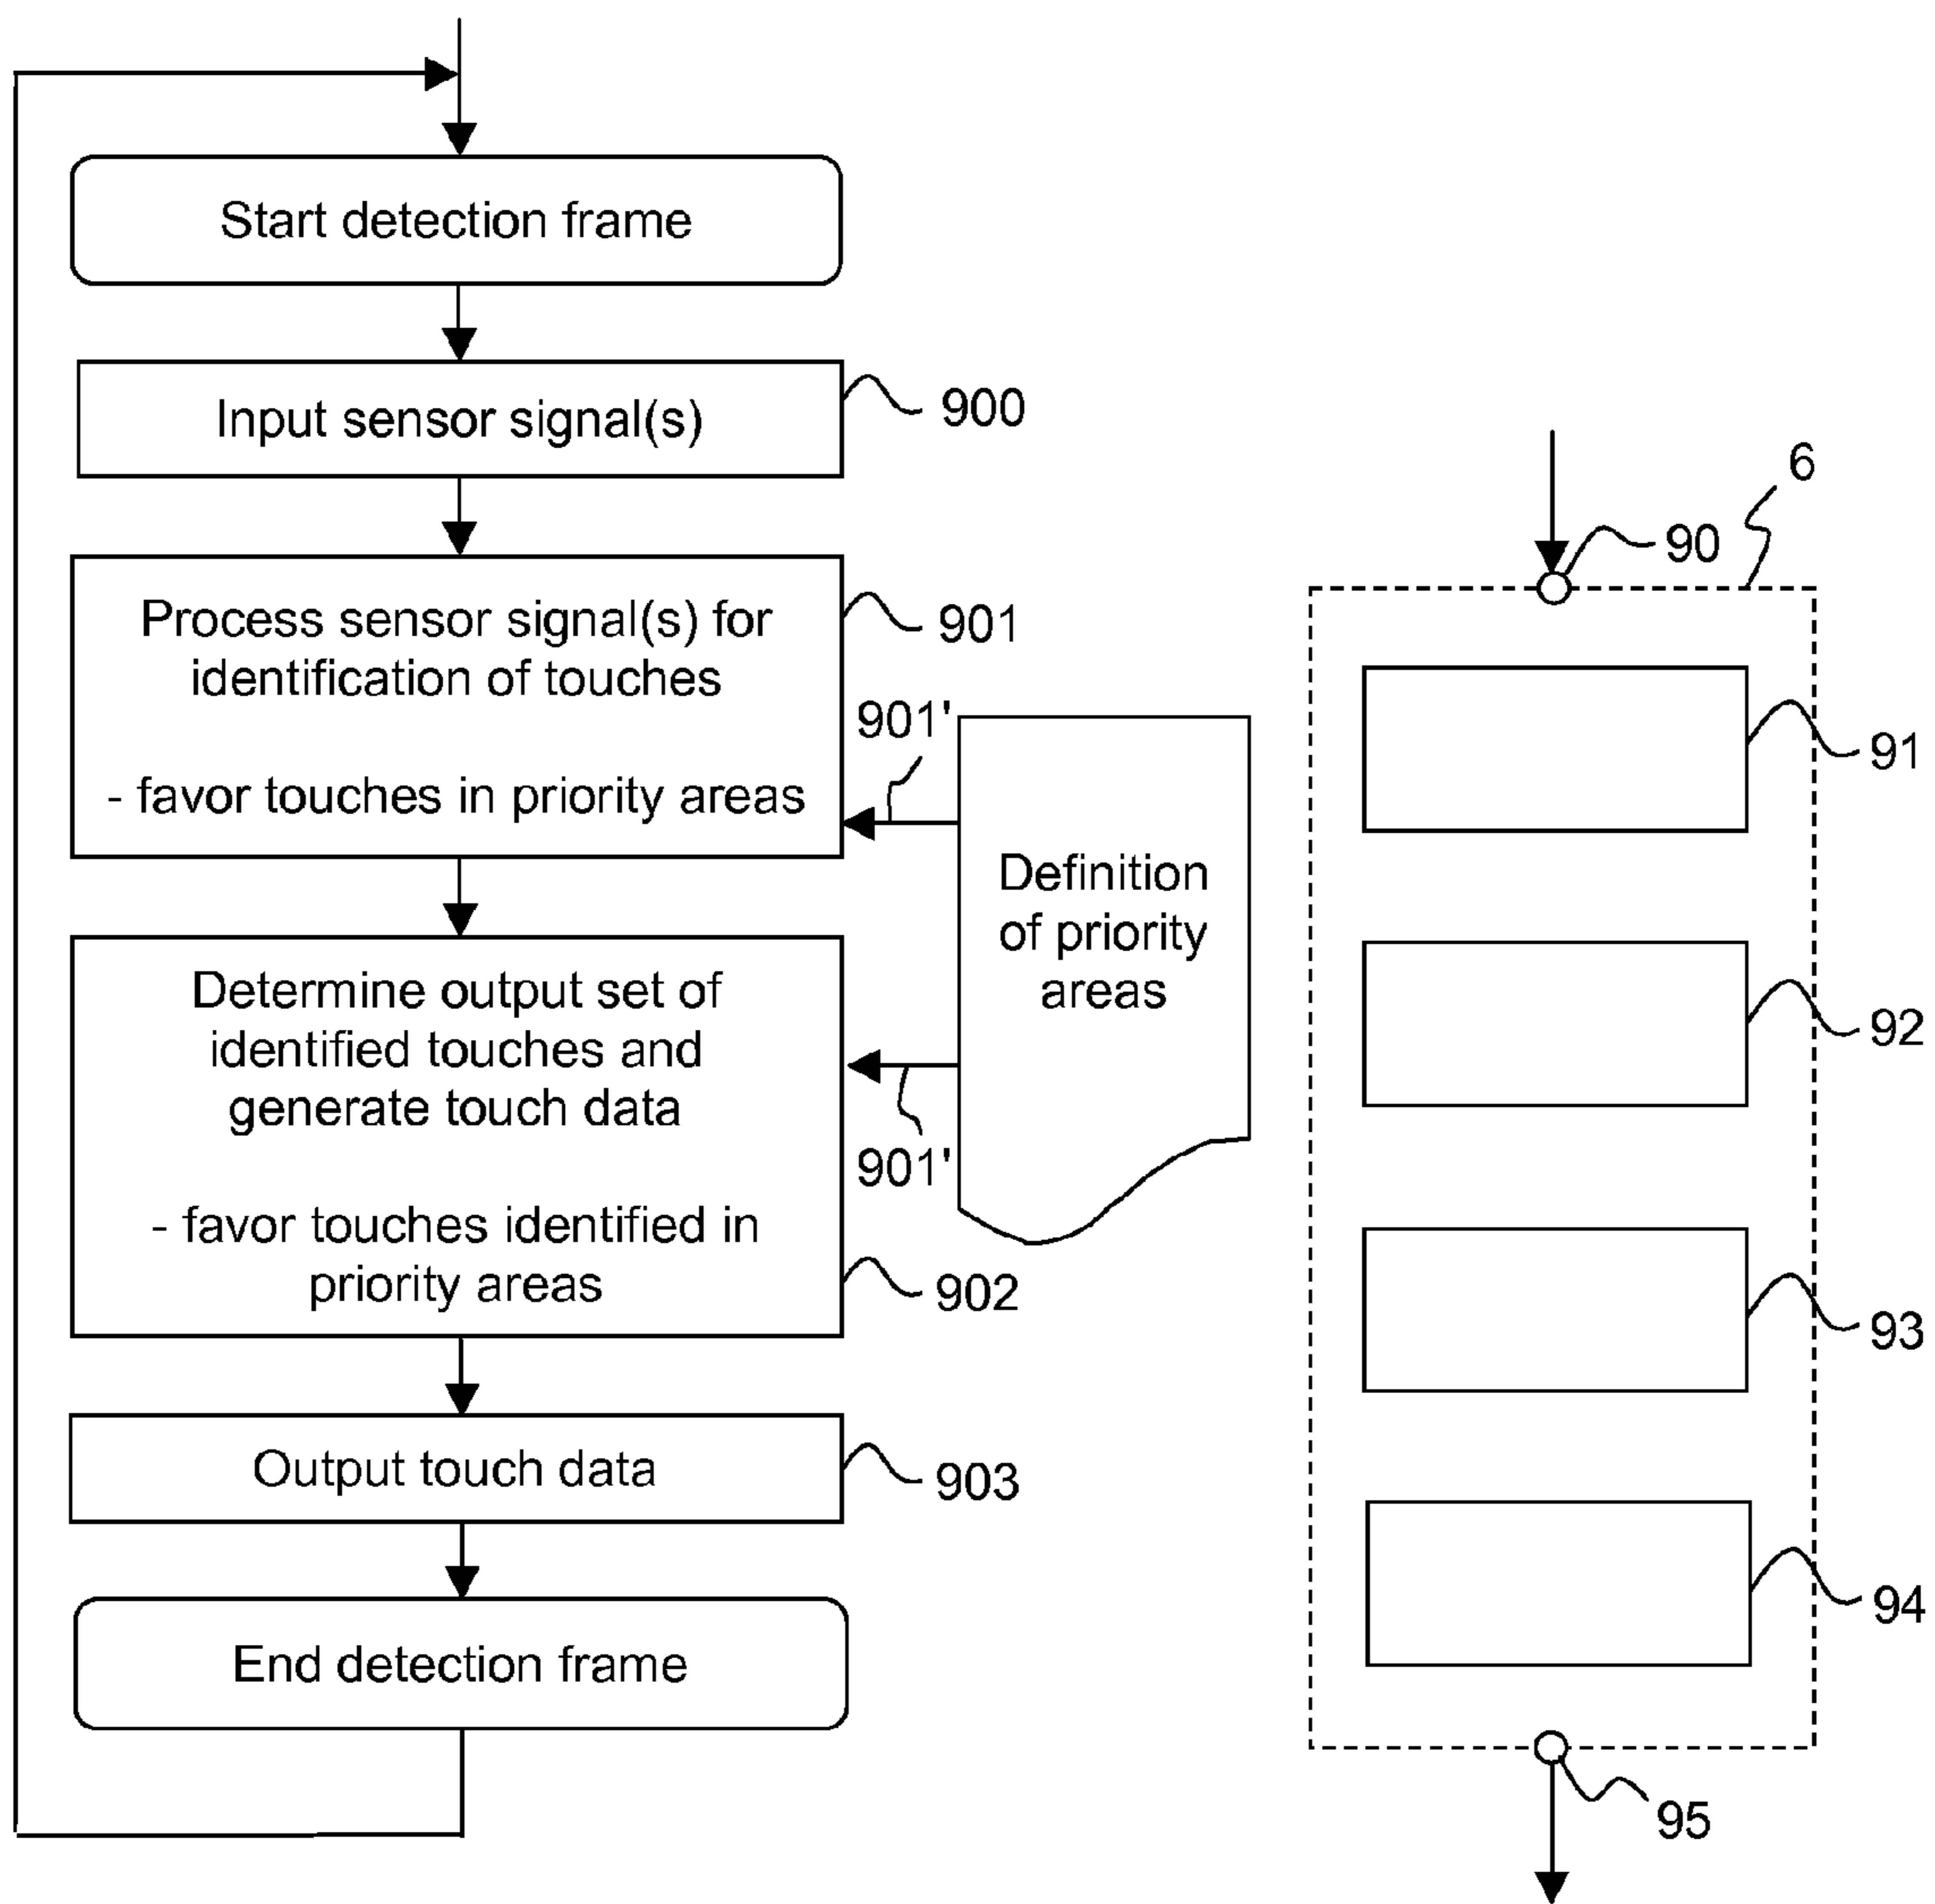 Start detection frame
Input sensor signal(s)
900
Process sensor signal(s) for
identification of touches
- favor touches in priority areas
901
901'
Definition
of priority
areas
Determine output set of
identified touches and
generate touch data
- favor touches identified in
priority areas
901'
902
Output touch data
903
End detection frame
6
90
91
92
93
94
95